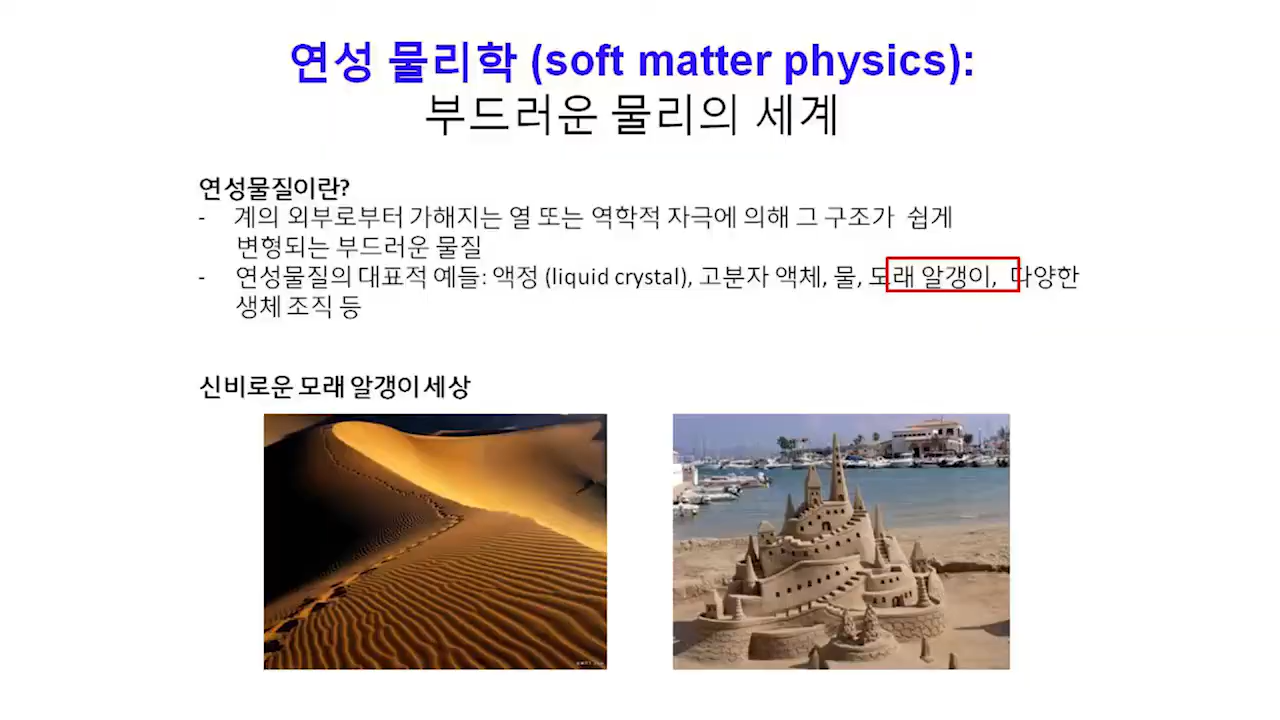 연성 물리학 (soft matter physics):
부드러운 물리의 세계
연성물질이란?
- 계의 외부로부터 가해지는 열 또는 역학적 자극에 의해 그 구조가 쉽게
변형되는 부드러운 물질
- 연성물질의 대표적 예들: 액정 (liquid crystal), 고분자 액체, 물, 모래 알갱이, 다양한
생체 조직 등
신비로운 모래 알갱이 세상